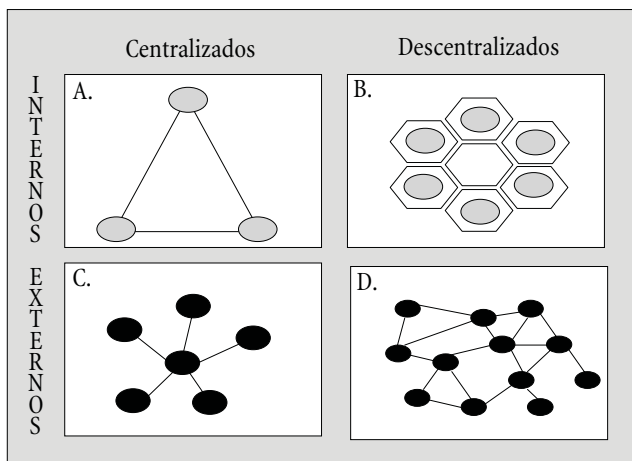 Centralizados
Descentralizados
INTERNOS
A.
B.
EXTERNOS
C.
D.